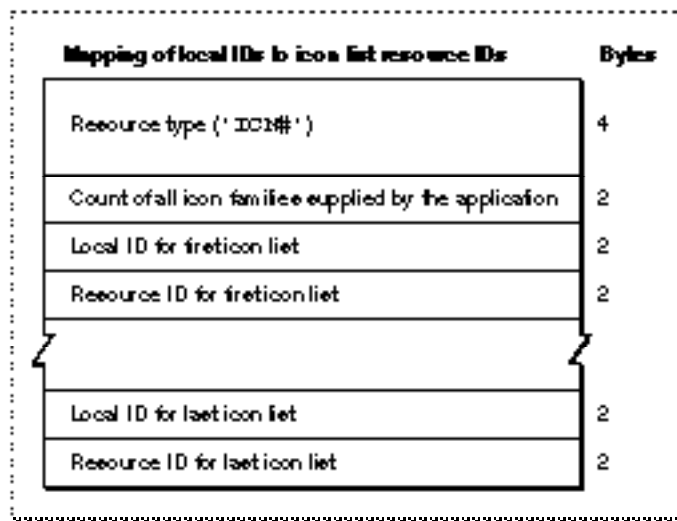 Mapping of local IDs to icon list resource IDs Bytes
Resource type ('ICN#') 4
Count of all icon families supplied by the application 2
Local ID for first icon list 2
Resource ID for first icon list 2
Local ID for last icon list 2
Resource ID for last icon list 2